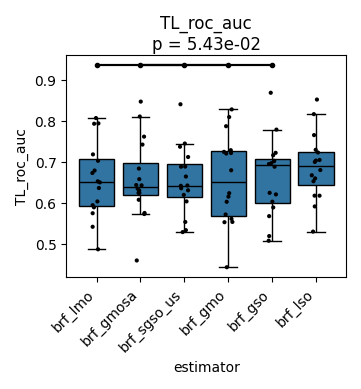 TL_roc_auc
p = 5.43e-02
TL_roc_auc
0.9
0.8
0.7
0.6
0.5
brf_lmo
brf_gmosa
brf_sgso_us
brf_gmo
brf_gso
brf_lso
estimator